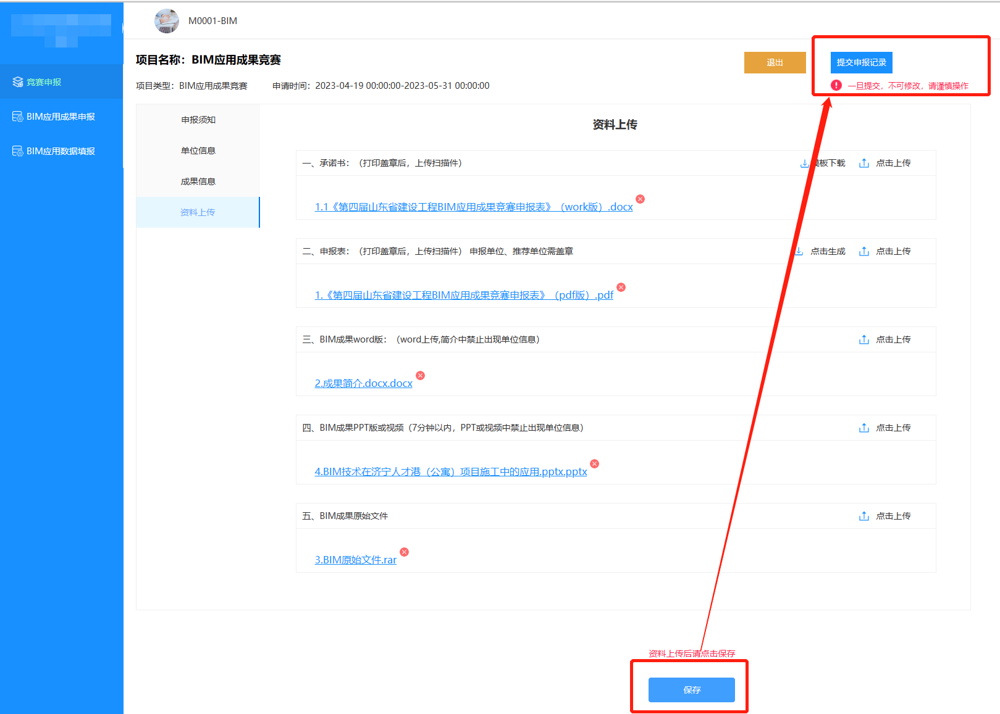 M0001-BIM
项目名称：BIM应用成果竞赛
退出
提交申报记录
项目类型：BIM应用成果竞赛
申请时间：2023-04-19 00:00:00-2023-05-31 00:00:00
一旦提交，不可修改，请谨慎操作
竞赛申报
BIM应用成果申报
BIM应用数据填报
申报须知
单位信息
成果信息
资料上传
资料上传
一、承诺书：（打印盖章后，上传扫描件）
模板下载
点击上传
1.1《第四届山东省建设工程BIM应用成果竞赛申报表》（work版）.docx
二、申报表：（打印盖章后，上传扫描件） 申报单位、推荐单位需盖章
点击生成
点击上传
1.《第四届山东省建设工程BIM应用成果竞赛申报表》（pdf版）.pdf
三、BIM成果word版：（word上传,简介中禁止出现单位信息）
点击上传
2.成果简介.docx.docx
四、BIM成果PPT版或视频（7分钟以内，PPT或视频中禁止出现单位信息）
点击上传
4.BIM技术在济宁人才港（公寓）项目施工中的应用.pptx.pptx
五、BIM成果原始文件
点击上传
3.BIM原始文件.rar
资料上传后请点击保存
保存